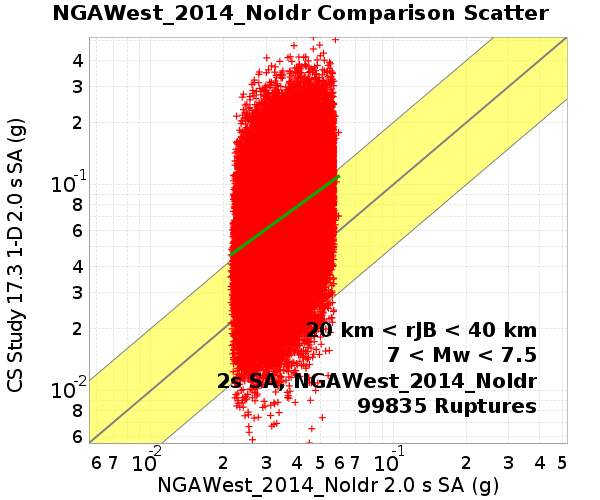 NGAWest_2014_NoIdr Comparison Scatter
CS Study 17.3 1-D 2.0 s SA (g)
4
3
2
10-1
8
6
4
3
2
10-2
8
6
20 km < rJB < 40 km
7 < Mw < 7.5
2s SA, NGAWest_2014_NoIdr
99835 Ruptures
6 7 10-2 2 3 4 5 6 7 10-1 2 3 4 5
NGAWest_2014_NoIdr 2.0 s SA (g)